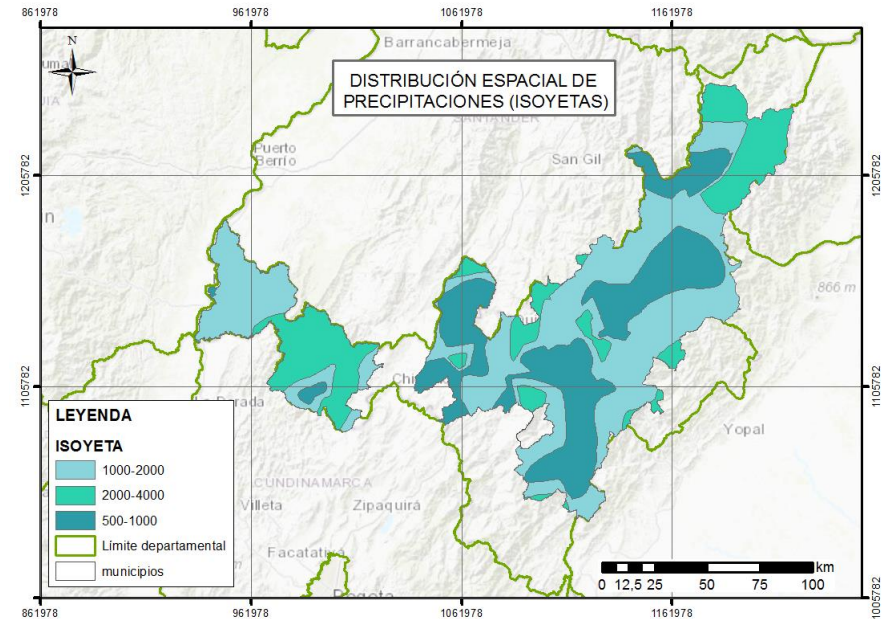 861978 961978 1061978 1161978
N
Barrancabermeja
DISTRIBUCIÓN ESPACIAL DE
PRECIPITACIONES (ISOYETAS)
SANTANDER
Puerto
Berrío
San Gil
1205782 1205782
866 m
1105782 1105782
Yopal
LEYENDA
ISOYETA
1000-2000
2000-4000
500-1000
Límite departamental
municipios
CUNDINAMARCA
Villeta
Zipaquirá
Facatativá
km
0 12,5 25 50 75 100
1005782
861978 961978 1061978 1161978